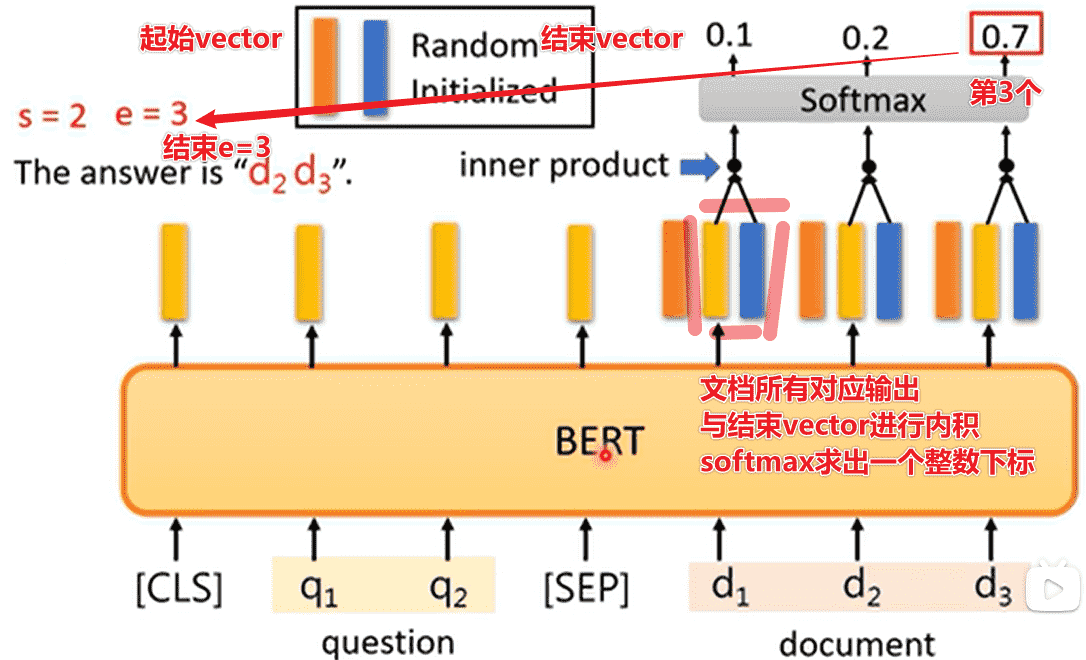 起始vector
Random
Initialized
结束vector
0.1
0.2
0.7
Softmax
第3个
s = 2 e = 3
结束e=3
The answer is “d2 d3”.
inner product
BERT
文档所有对应输出
与结束vector进行内积
softmax求出一个整数下标
[CLS] q1 q2 [SEP] d1 d2 d3
question
document